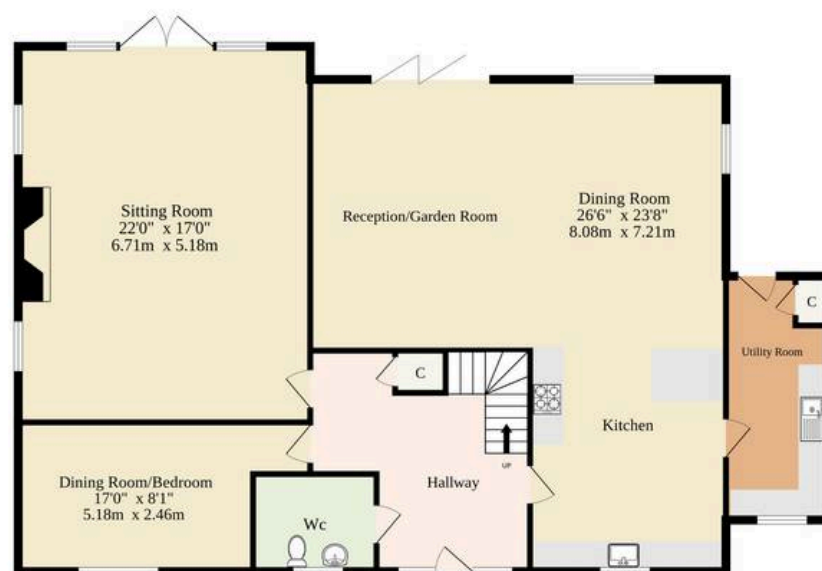 Sitting Room
22'0" x 17'0"
6.71m x 5.18m
Reception/Garden Room
Dining Room
26'6" x 23'8"
8.08m x 7.21m
C
Utility Room
C
Kitchen
UP
Hallway
Dining Room/Bedroom
17'0" x 8'1"
5.18m x 2.46m
Wc